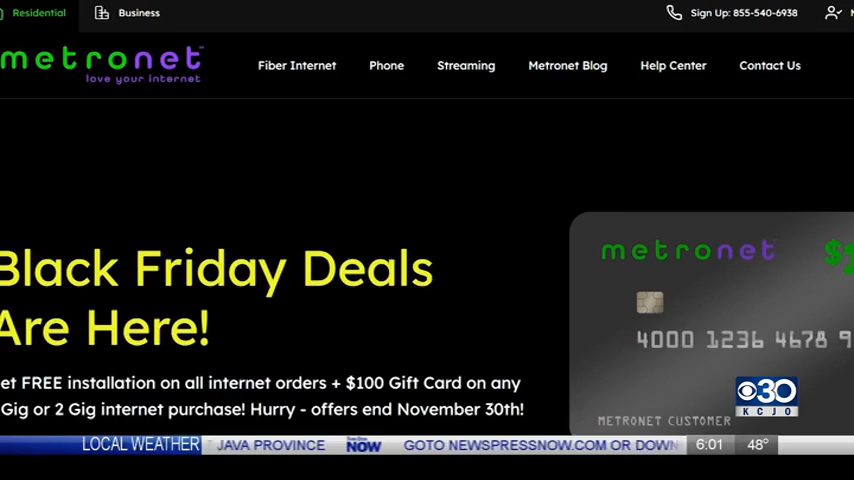 Residential
Business
Sign Up: 855-540-6938
metronet
love your internet
Fiber Internet
Phone
Streaming
Metronet Blog
Help Center
Contact Us
Black Friday Deals
Are Here!
et FREE installation on all internet orders + $100 Gift Card on any
Gig or 2 Gig internet purchase! Hurry - offers end November 30th!
metronet
$1
4000 1236 4678 9
METRONET CUSTOMER
CBS 30
KCJO
LOCAL WEATHER
JAVA PROVINCE
NOW
GOTO NEWSPRESSNOW.COM OR DOWN
6:01
48°